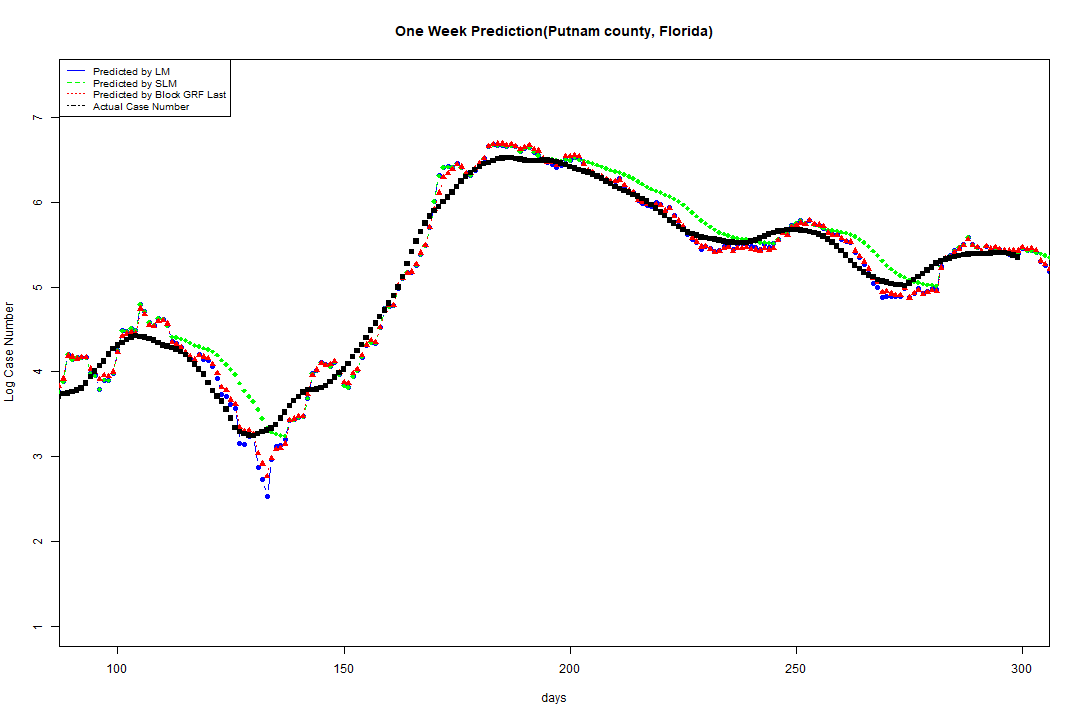 One Week Prediction(Putnam county, Florida)
Predicted by LM
Predicted by SLM
Predicted by Block GRF Last
Actual Case Number
Log Case Number
7
6
5
4
3
2
1
100 150 200 250 300
days